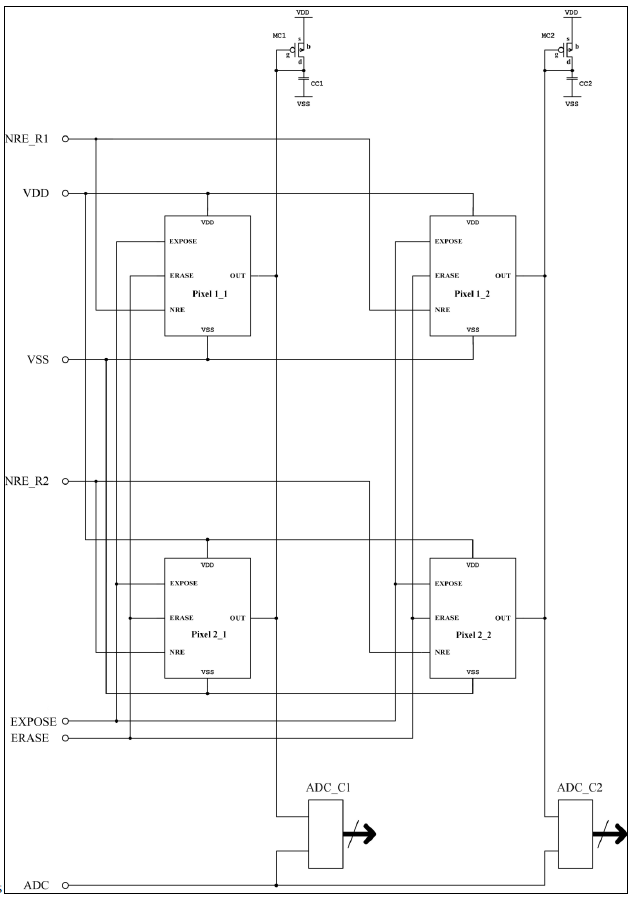 VDD
MC1
s
b
g
d
CC1
VSS
VDD
MC2
s
b
g
d
CC2
VSS
NRE_R1
VDD
VDD
EXPOSE
ERASE
OUT
Pixel 1_1
NRE
VSS
VDD
EXPOSE
ERASE
OUT
Pixel 1_2
NRE
VSS
VSS
NRE_R2
VDD
EXPOSE
ERASE
OUT
Pixel 2_1
NRE
VSS
VDD
EXPOSE
ERASE
OUT
Pixel 2_2
NRE
VSS
EXPOSE
ERASE
ADC_C1
ADC_C2
ADC